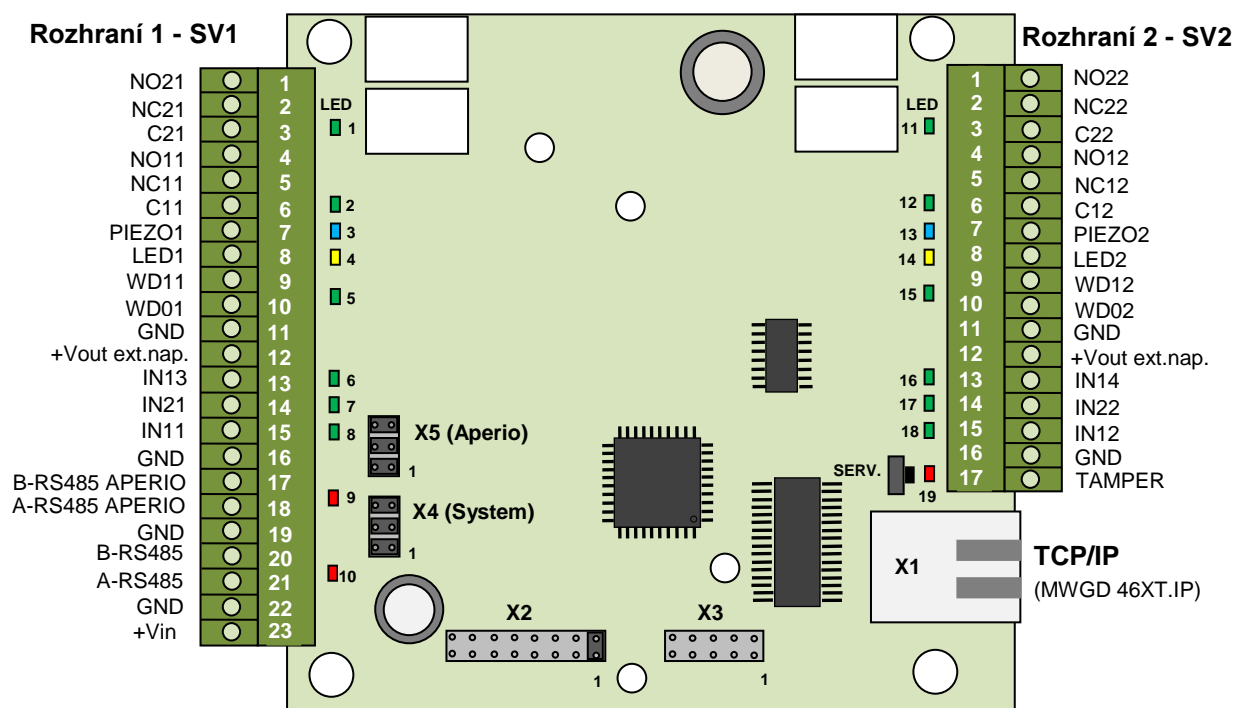 Rozhraní 1 - SV1
Rozhraní 2 - SV2
NO21 1
NC21 2
C21 3
NO11 4
NC11 5
C11 6
PIEZO1 7
LED1 8
WD11 9
WD01 10
GND 11
+Vout ext.nap. 12
IN13 13
IN21 14
IN11 15
GND 16
B-RS485 APERIO 17
A-RS485 APERIO 18
GND 19
B-RS485 20
A-RS485 21
GND 22
+Vin 23
LED
1
2
3
4
5
6
7
8
9
10
X5 (Aperio)
1
X4 (System)
1
X2
1
X3
1
LED
11
12
13
14
15
16
17
18
SERV.
19
1 NO22
2 NC22
3 C22
4 NO12
5 NC12
6 C12
7 PIEZO2
8 LED2
9 WD12
10 WD02
11 GND
12 +Vout ext.nap.
13 IN14
14 IN22
15 IN12
16 GND
17 TAMPER
X1
TCP/IP
(MWGD 46XT.IP)